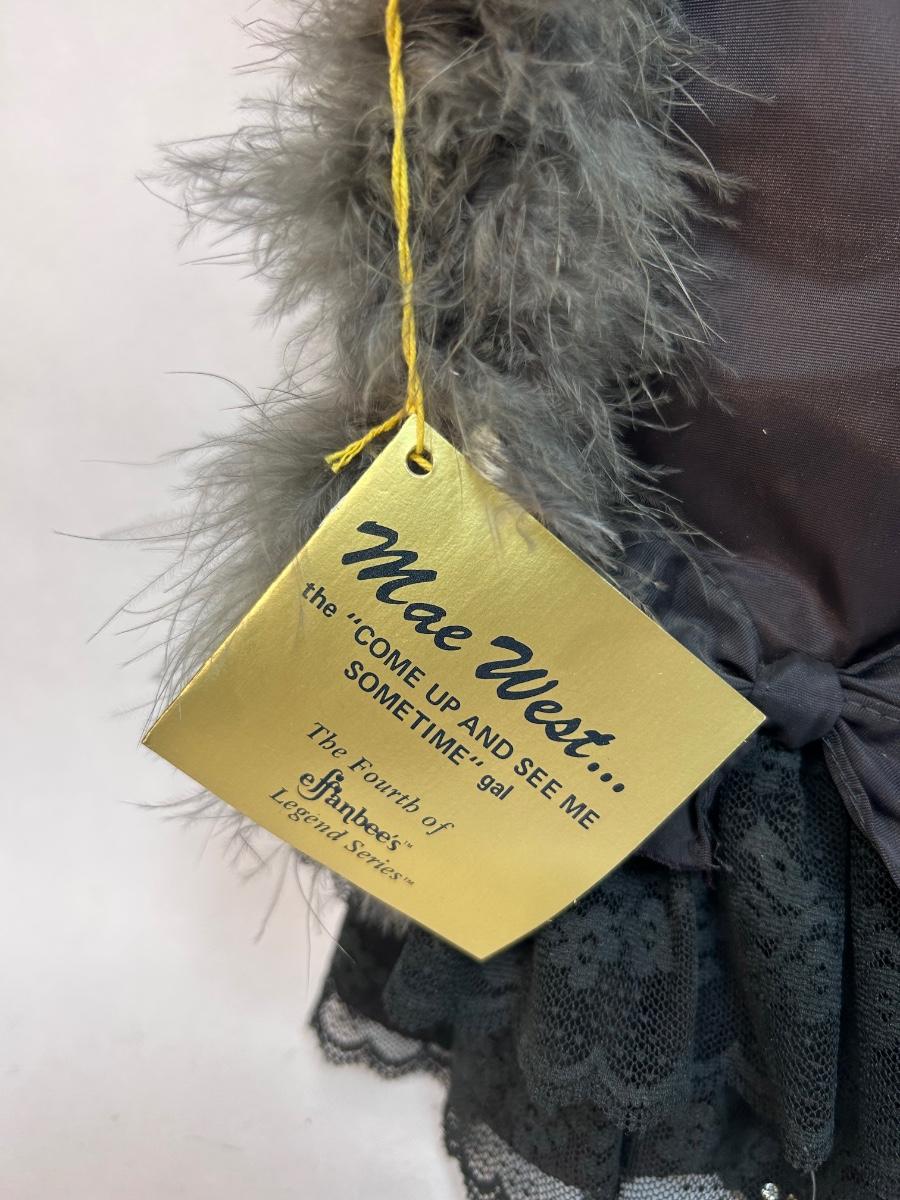 Mae West...
the "COME UP AND SEE ME
SOMETIME" gal
The Fourth of
effanbee's™
Legend Series™